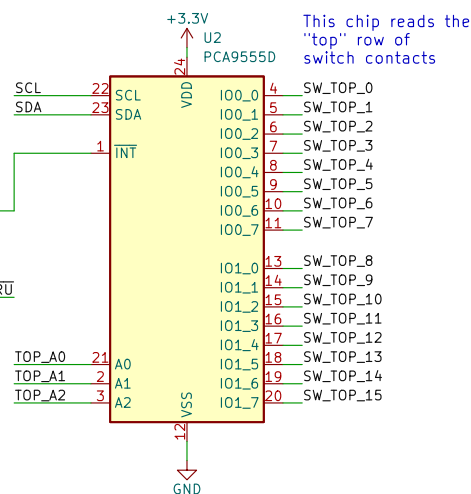 +3.3V
This chip reads the
"top" row of
switch contacts
U2
PCA9555D
24
VDD
SCL 22 SCL IO0_0 4 SW_TOP_0
SDA 23 SDA IO0_1 5 SW_TOP_1
IO0_2 6 SW_TOP_2
1 INT IO0_3 7 SW_TOP_3
IO0_4 8 SW_TOP_4
IO0_5 9 SW_TOP_5
IO0_6 10 SW_TOP_6
IO0_7 11 SW_TOP_7
IO1_0 13 SW_TOP_8
IO1_1 14 SW_TOP_9
RU
IO1_2 15 SW_TOP_10
IO1_3 16 SW_TOP_11
IO1_4 17 SW_TOP_12
TOP_A0 21 A0 IO1_5 18 SW_TOP_13
TOP_A1 2 A1 IO1_6 19 SW_TOP_14
TOP_A2 3 A2 IO1_7 20 SW_TOP_15
VSS
12
GND